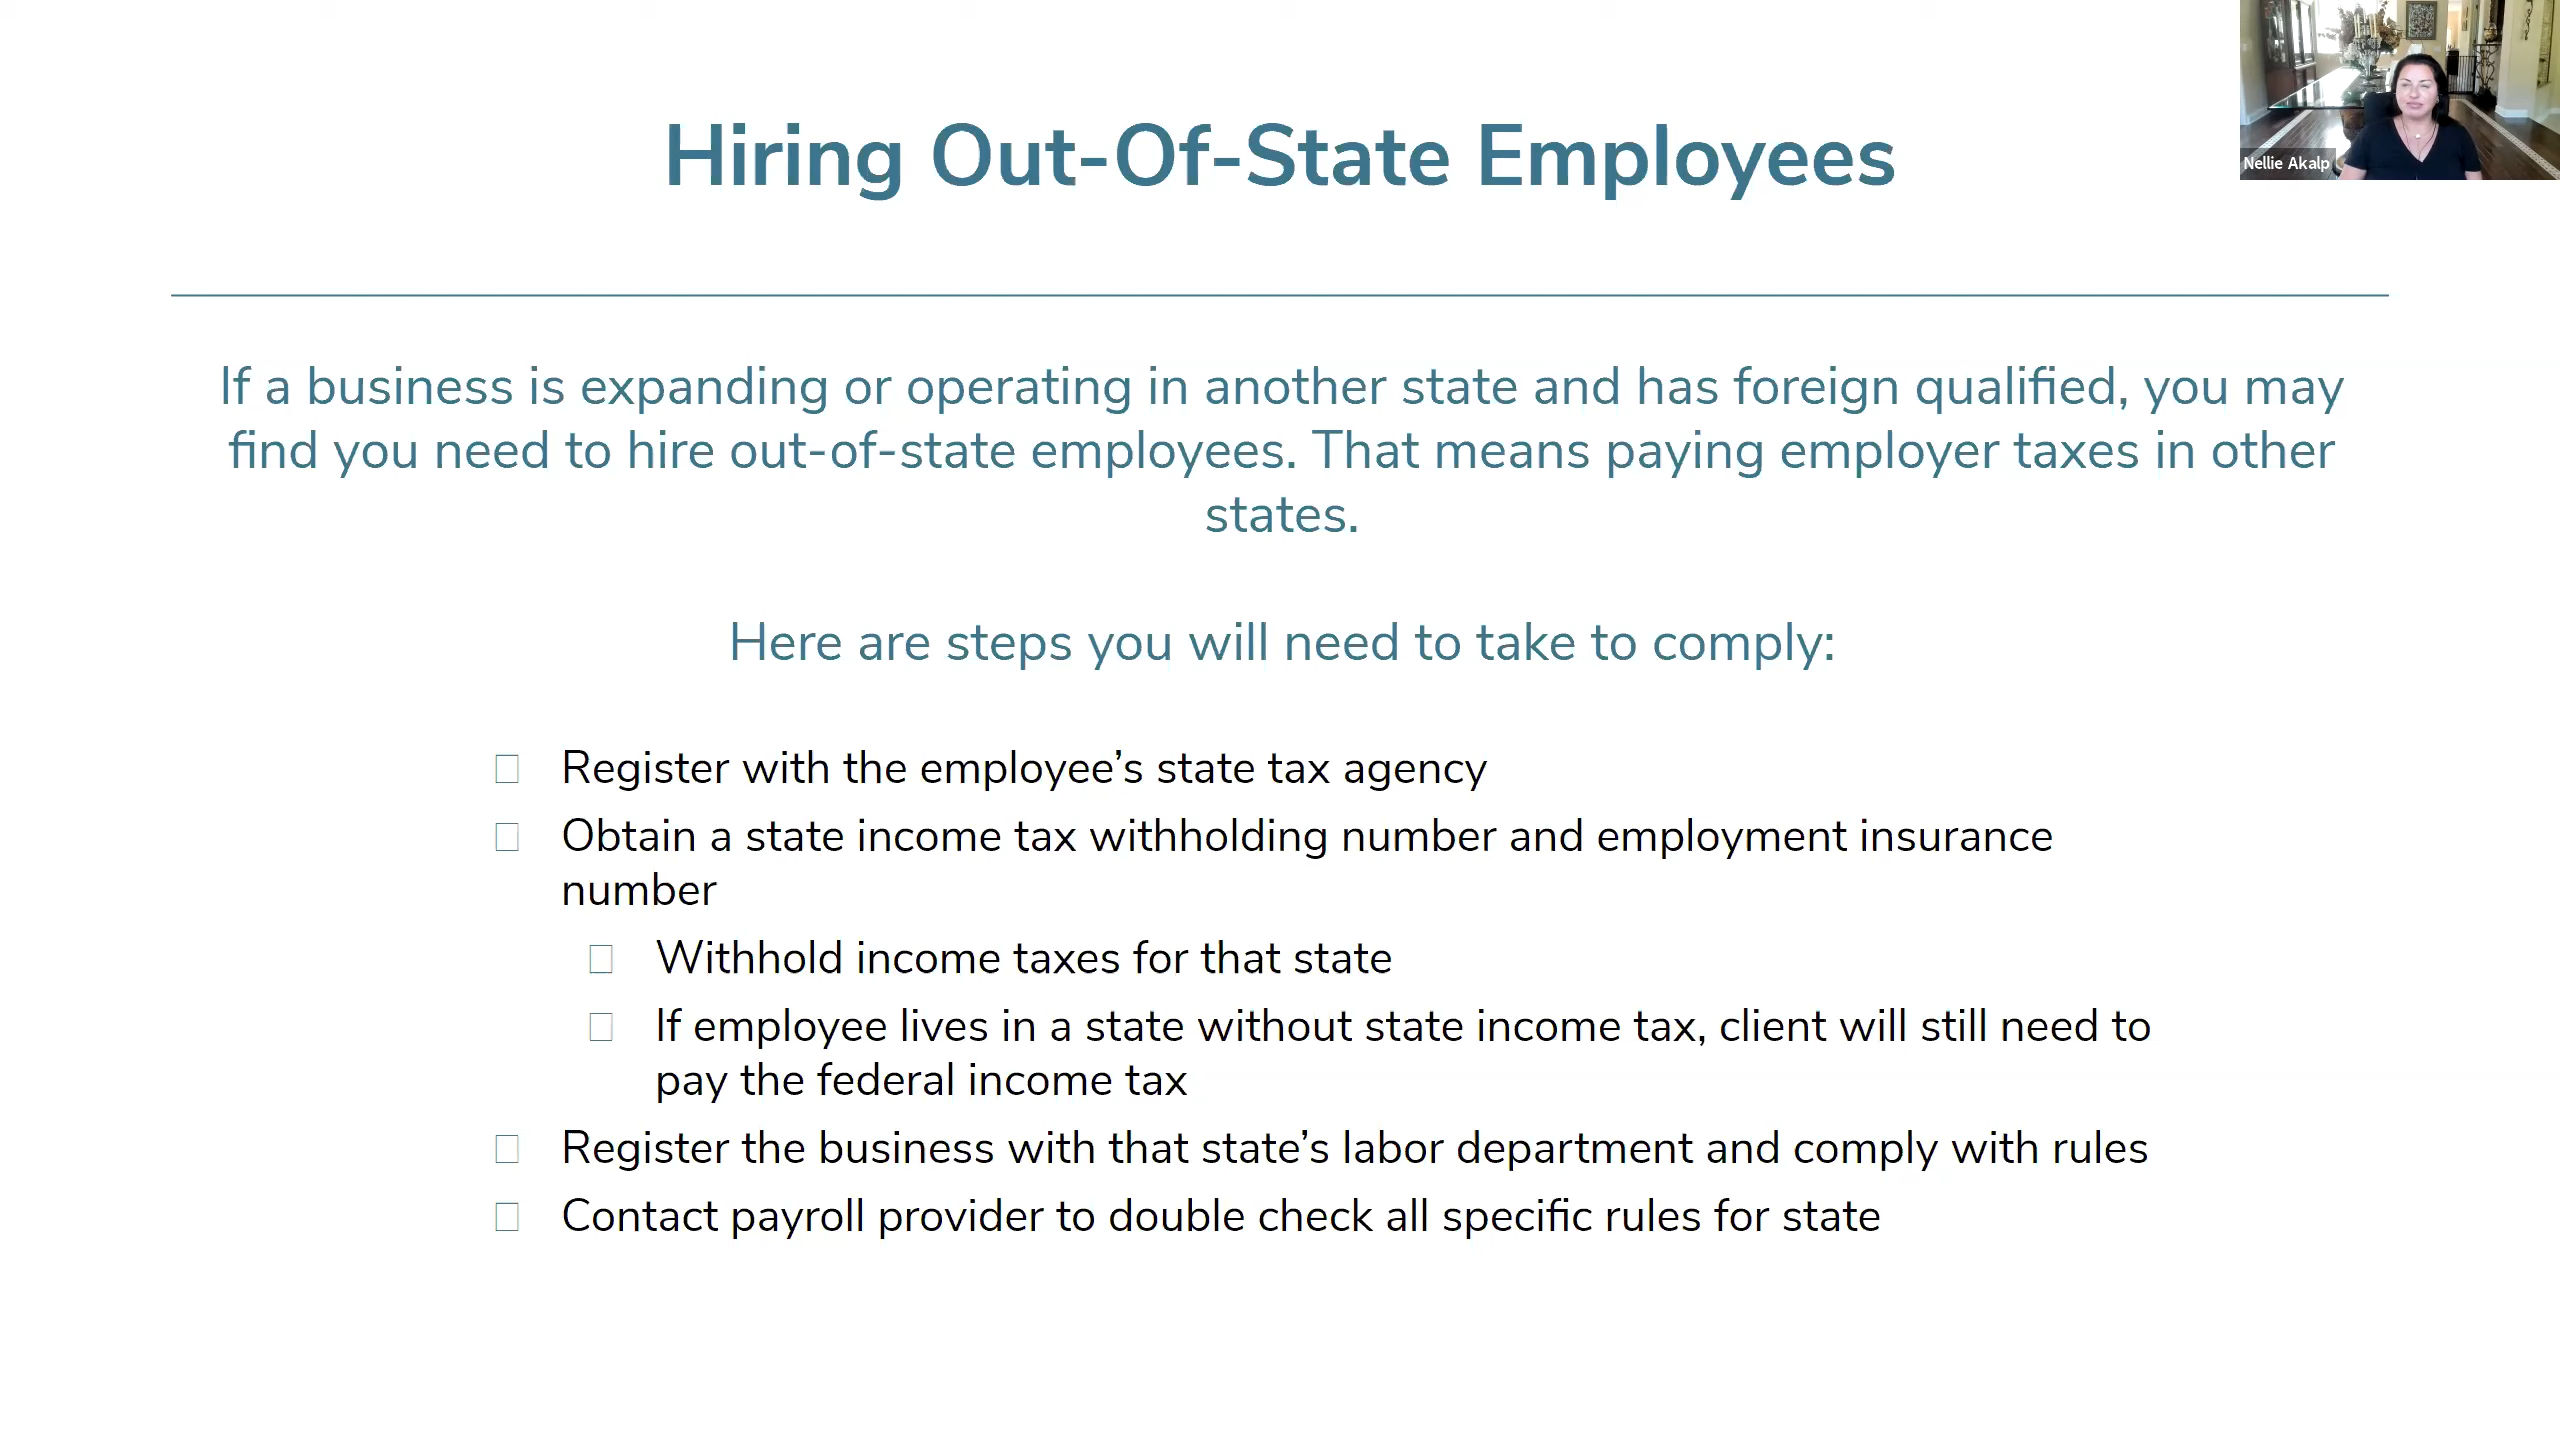 Hiring Out-Of-State Employees
Nellie Akalp
If a business is expanding or operating in another state and has foreign qualified, you may
find you need to hire out-of-state employees. That means paying employer taxes in other
states.
Here are steps you will need to take to comply:
Register with the employee’s state tax agency
Obtain a state income tax withholding number and employment insurance
number
Withhold income taxes for that state
If employee lives in a state without state income tax, client will still need to
pay the federal income tax
Register the business with that state’s labor department and comply with rules
Contact payroll provider to double check all specific rules for state